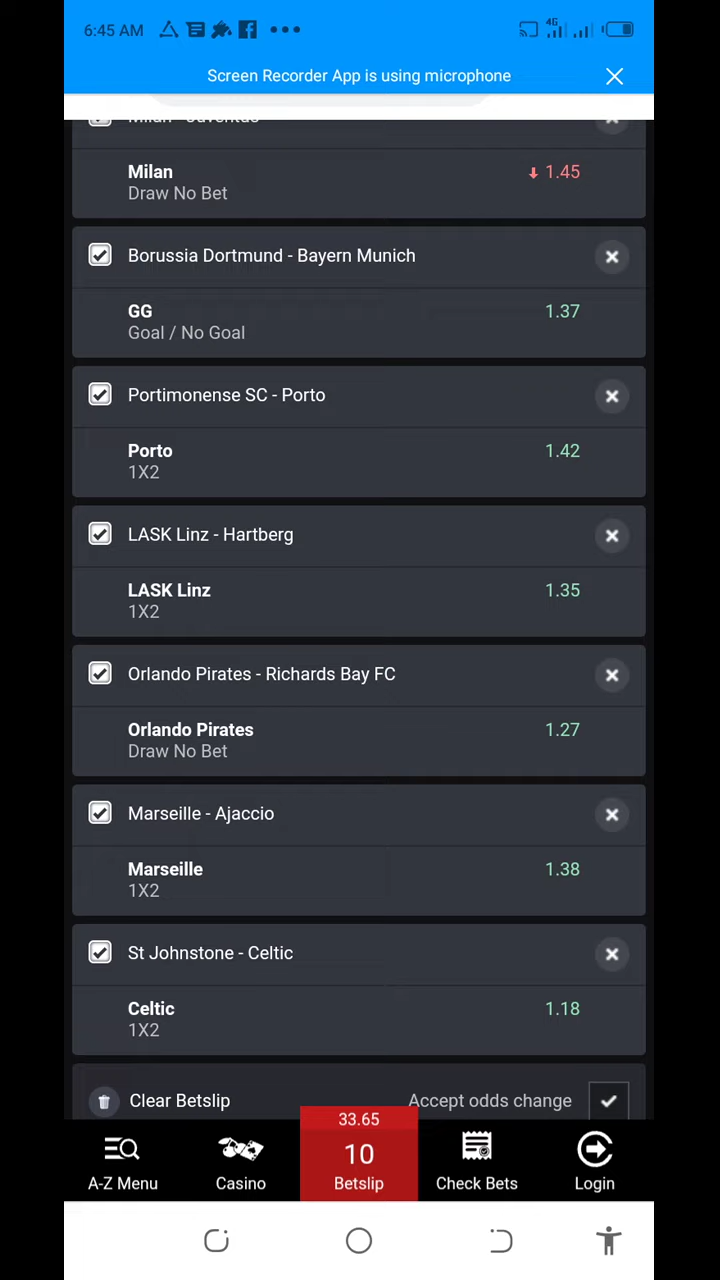 6:45 AM
4G
Screen Recorder App is using microphone
Milan - Juventus
Milan
1.45
Draw No Bet
Borussia Dortmund - Bayern Munich
GG
1.37
Goal / No Goal
Portimonense SC - Porto
Porto
1.42
1X2
LASK Linz - Hartberg
LASK Linz
1.35
1X2
Orlando Pirates - Richards Bay FC
Orlando Pirates
1.27
Draw No Bet
Marseille - Ajaccio
Marseille
1.38
1X2
St Johnstone - Celtic
Celtic
1.18
1X2
Clear Betslip
Accept odds change
33.65
10
A-Z Menu
Casino
Betslip
Check Bets
Login